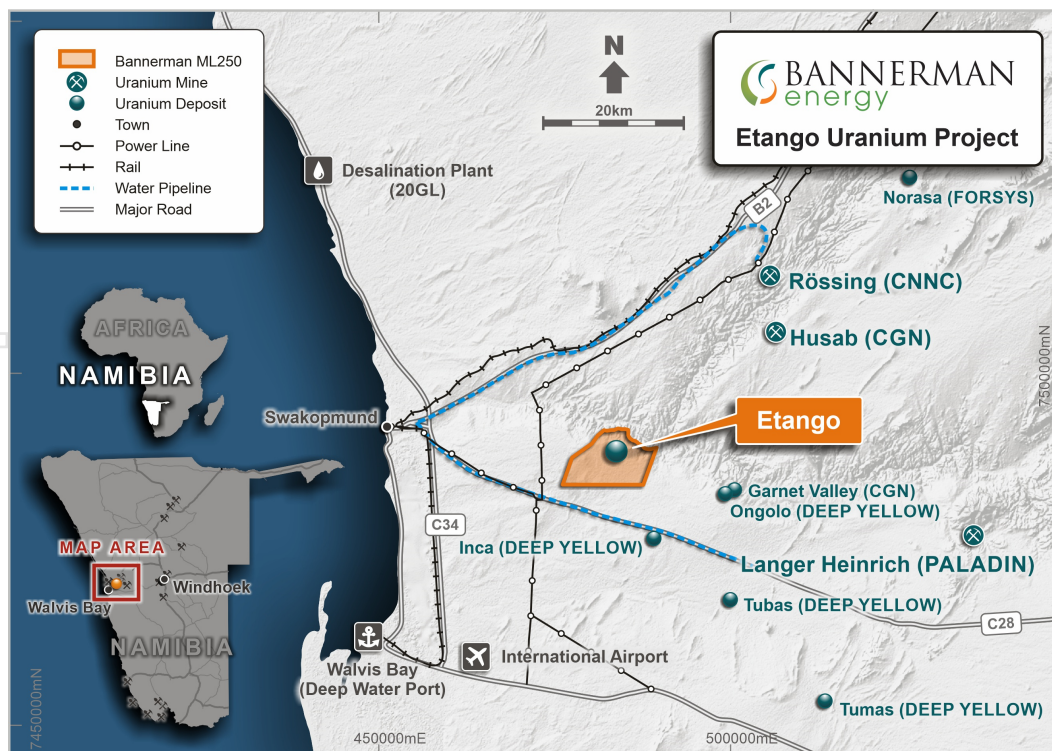 Bannerman ML250
Uranium Mine
Uranium Deposit
Town
Power Line
Rail
Water Pipeline
Major Road
N
20km
BANNERMAN
energy
Etango Uranium Project
Desalination Plant
(20GL)
Norasa (FORSYS)
B2
Rössing (CNNC)
Husab (CGN)
7500000mN
AFRICA
NAMIBIA
Swakopmund
Etango
Garnet Valley (CGN)
Ongolo (DEEP YELLOW)
C34
Inca (DEEP YELLOW)
Langer Heinrich (PALADIN)
MAP AREA
Windhoek
Walvis Bay
NAMIBIA
Tubas (DEEP YELLOW)
C28
Walvis Bay
(Deep Water Port)
International Airport
Tumas (DEEP YELLOW)
7450000mN
450000mE
500000mE